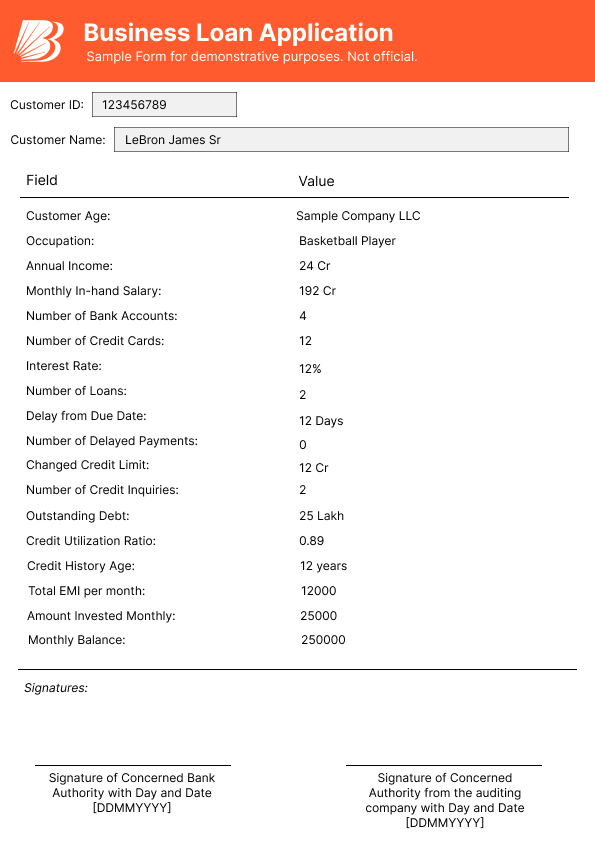 Business Loan Application
Sample Form for demonstrative purposes. Not official.
Customer ID: 123456789
Customer Name: LeBron James Sr
Field Value
Customer Age: Sample Company LLC
Occupation: Basketball Player
Annual Income: 24 Cr
Monthly In-hand Salary: 192 Cr
Number of Bank Accounts: 4
Number of Credit Cards: 12
Interest Rate: 12%
Number of Loans: 2
Delay from Due Date: 12 Days
Number of Delayed Payments: 0
Changed Credit Limit: 12 Cr
Number of Credit Inquiries: 2
Outstanding Debt: 25 Lakh
Credit Utilization Ratio: 0.89
Credit History Age: 12 years
Total EMI per month: 12000
Amount Invested Monthly: 25000
Monthly Balance: 250000
Signatures:
Signature of Concerned Bank
Authority with Day and Date
[DDMMYYYY]
Signature of Concerned
Authority from the auditing
company with Day and Date
[DDMMYYYY]